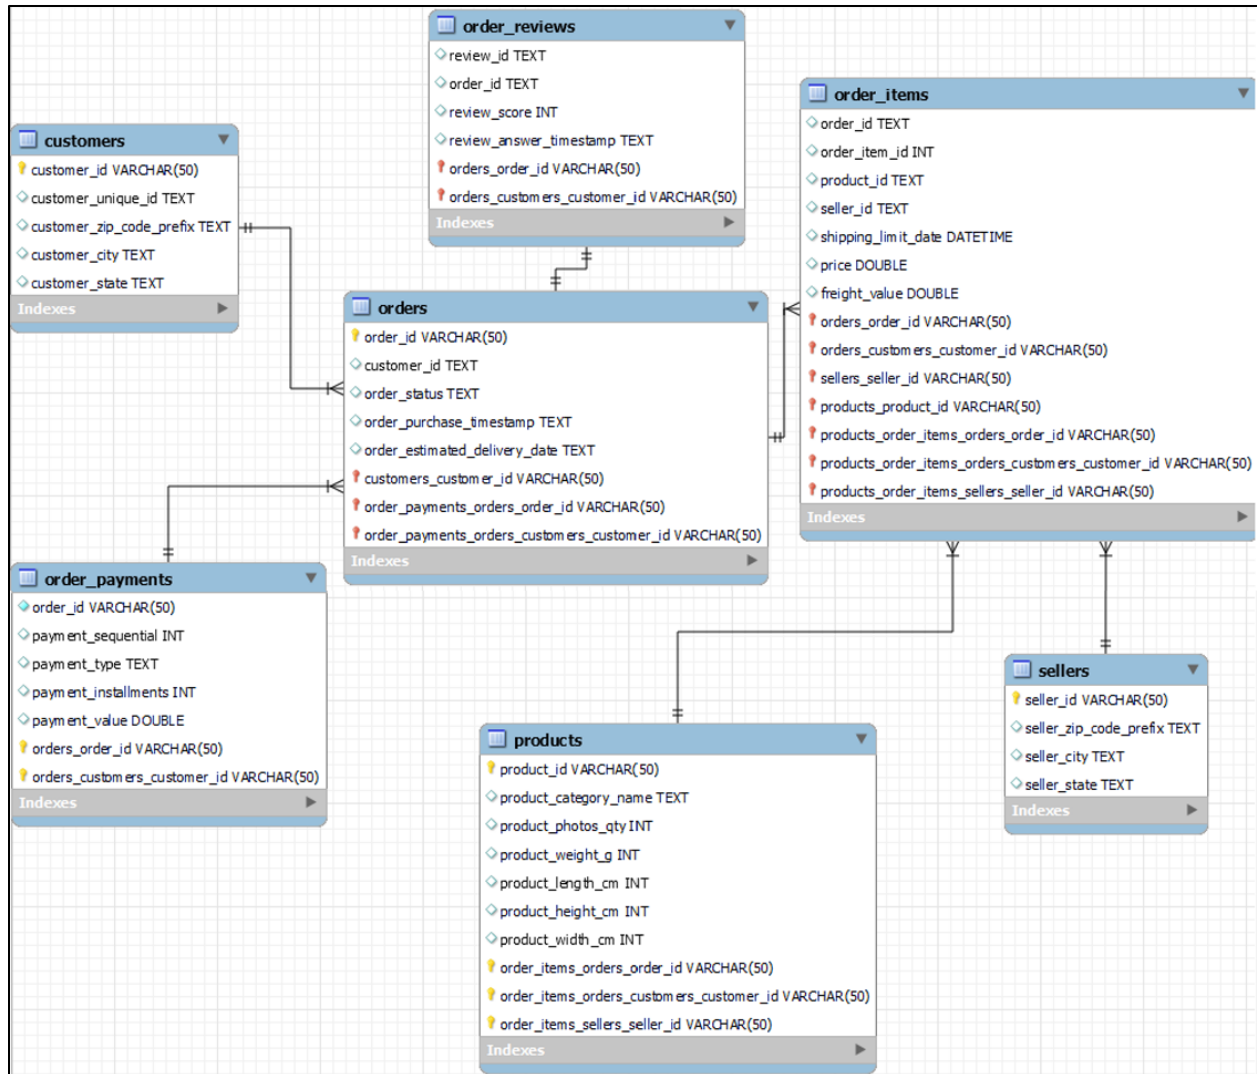 order_reviews
review_id TEXT
order_id TEXT
review_score INT
review_answer_timestamp TEXT
orders_order_id VARCHAR(50)
orders_customers_customer_id VARCHAR(50)
Indexes
order_items
order_id TEXT
order_item_id INT
product_id TEXT
seller_id TEXT
shipping_limit_date DATETIME
price DOUBLE
freight_value DOUBLE
orders_order_id VARCHAR(50)
orders_customers_customer_id VARCHAR(50)
sellers_seller_id VARCHAR(50)
products_product_id VARCHAR(50)
products_order_items_orders_order_id VARCHAR(50)
products_order_items_orders_customers_customer_id VARCHAR(50)
products_order_items_sellers_seller_id VARCHAR(50)
Indexes
customers
customer_id VARCHAR(50)
customer_unique_id TEXT
customer_zip_code_prefix TEXT
customer_city TEXT
customer_state TEXT
Indexes
orders
order_id VARCHAR(50)
customer_id TEXT
order_status TEXT
order_purchase_timestamp TEXT
order_estimated_delivery_date TEXT
customers_customer_id VARCHAR(50)
order_payments_orders_order_id VARCHAR(50)
order_payments_orders_customers_customer_id VARCHAR(50)
Indexes
order_payments
order_id VARCHAR(50)
payment_sequential INT
payment_type TEXT
payment_installments INT
payment_value DOUBLE
orders_order_id VARCHAR(50)
orders_customers_customer_id VARCHAR(50)
Indexes
sellers
seller_id VARCHAR(50)
seller_zip_code_prefix TEXT
seller_city TEXT
seller_state TEXT
Indexes
products
product_id VARCHAR(50)
product_category_name TEXT
product_photos_qty INT
product_weight_g INT
product_length_cm INT
product_height_cm INT
product_width_cm INT
order_items_orders_order_id VARCHAR(50)
order_items_orders_customers_customer_id VARCHAR(50)
order_items_sellers_seller_id VARCHAR(50)
Indexes